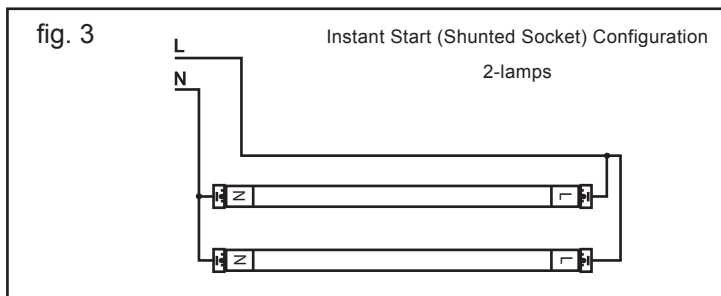 fig. 3
Instant Start (Shunted Socket) Configuration
2-lamps
L
N
N
L
N
L